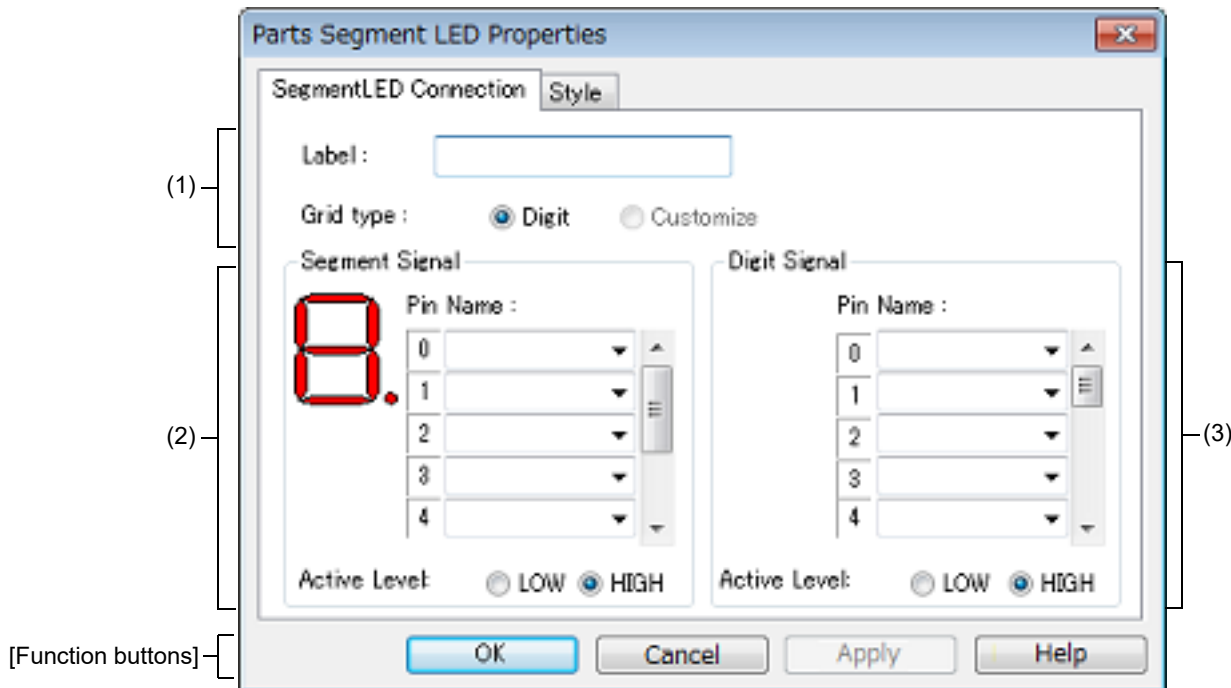 Parts Segment LED Properties
SegmentLED Connection
Style
(1)
Label :
Grid type :
Digit
Customize
(2)
Segment Signal
Pin Name :
0
1
2
3
4
Active Level:
LOW
HIGH
Digit Signal
Pin Name :
0
1
2
3
4
Active Level:
LOW
HIGH
(3)
[Function buttons]
OK
Cancel
Apply
Help